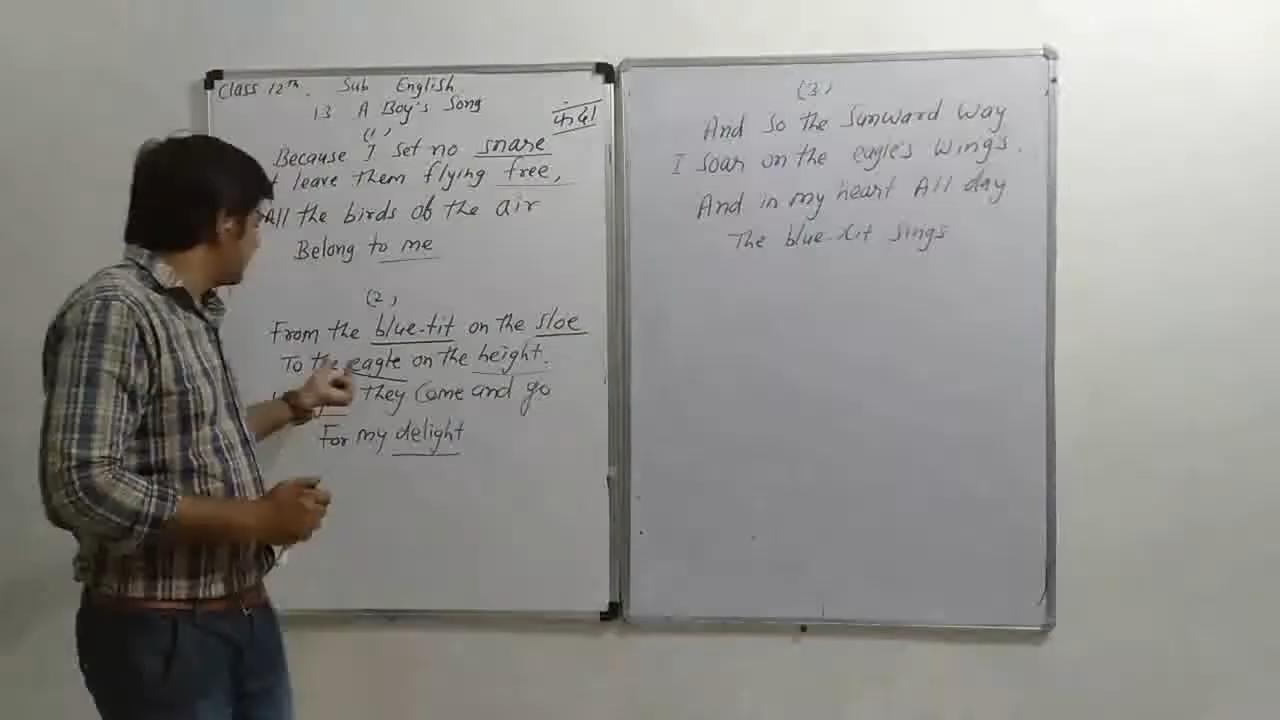 Class 12th. Sub English.
13 A Boy's Song
(1)
Because I set no snare
leave them flying free,
All the birds of the air
Belong to me
(2)
From the blue-tit on the sloe
To the eagle on the height.
they Come and go
For my delight
(3)
And so the Sunward Way
I soar on the eagle's Wings.
And in my heart All day
The blue-tit Sings